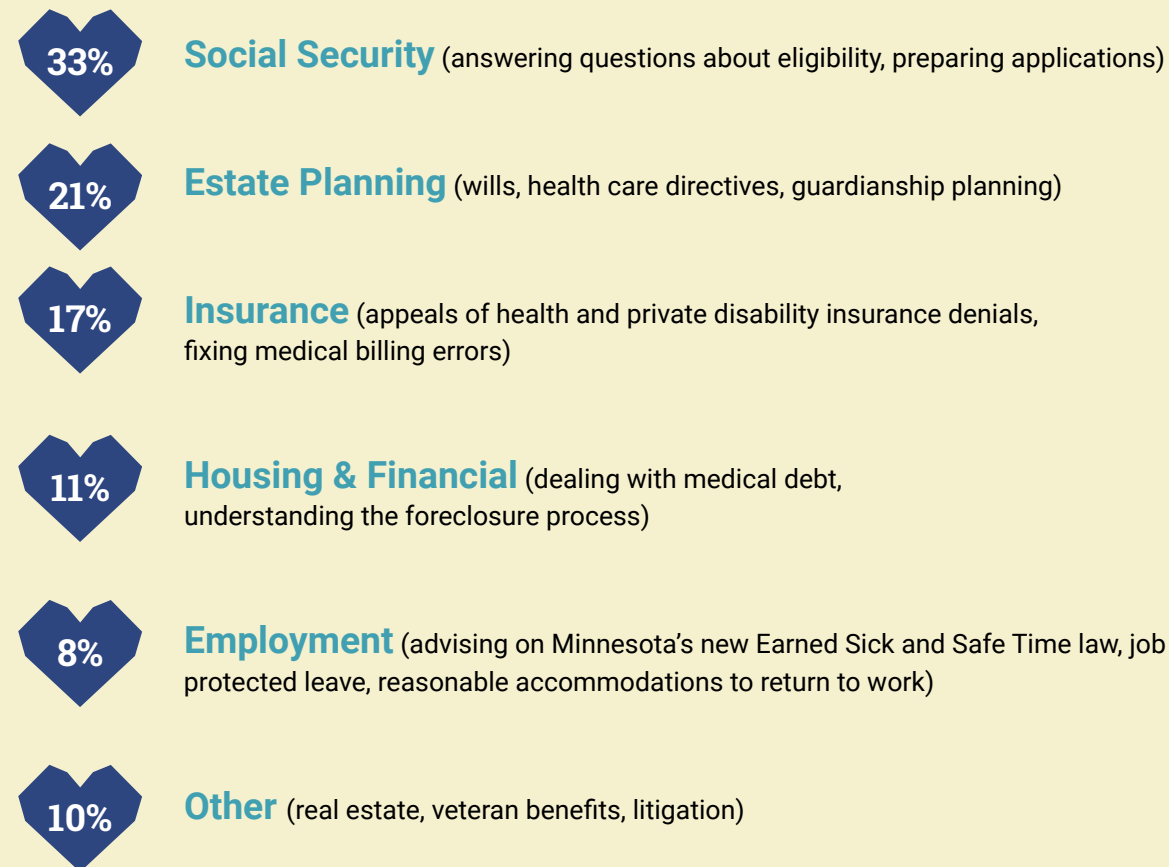 33% Social Security (answering questions about eligibility, preparing applications)
21% Estate Planning (wills, health care directives, guardianship planning)
17% Insurance (appeals of health and private disability insurance denials,
fixing medical billing errors)
11% Housing & Financial (dealing with medical debt,
understanding the foreclosure process)
8% Employment (advising on Minnesota’s new Earned Sick and Safe Time law, job
protected leave, reasonable accommodations to return to work)
10% Other (real estate, veteran benefits, litigation)